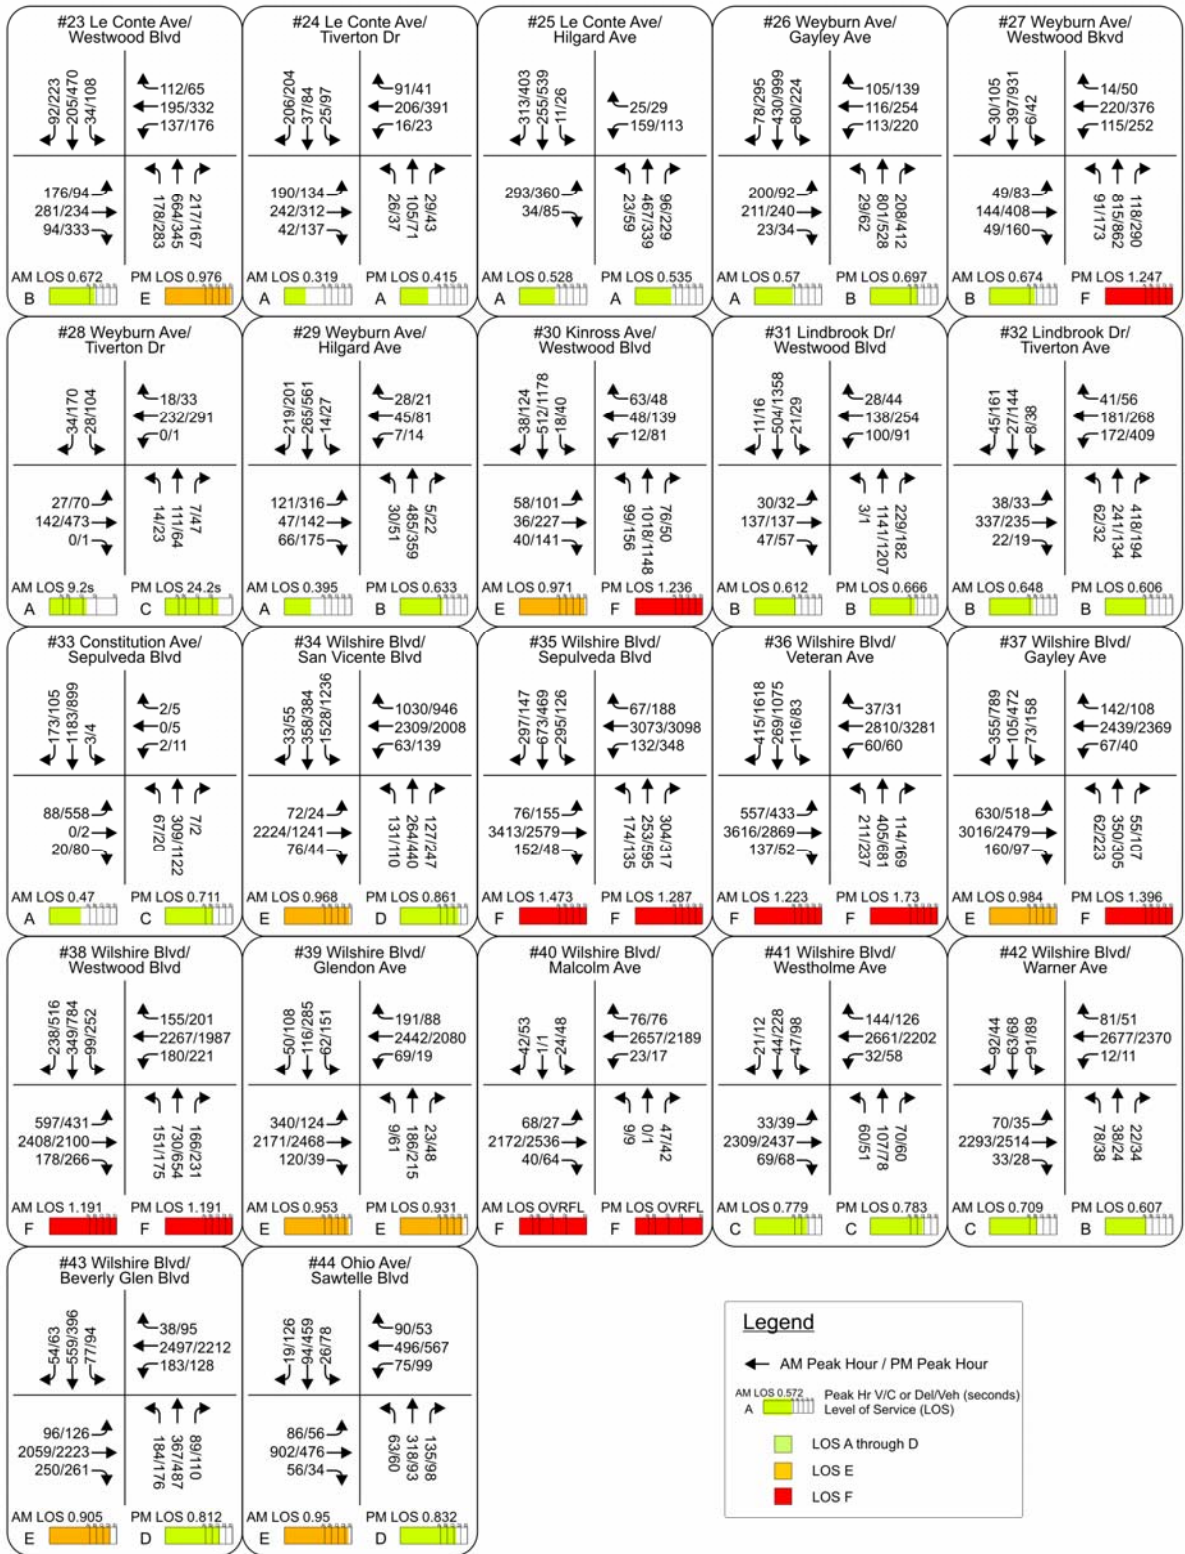 #23 Le Conte Ave/
Westwood Blvd
92/223
205/470
34/108
112/65
195/332
137/176
176/94
281/234
94/333
178/283
664/345
217/167
AM LOS 0.672
PM LOS 0.976
B
E
#24 Le Conte Ave/
Tiverton Dr
206/204
37/84
25/97
91/41
206/391
16/23
190/134
242/312
42/137
26/37
105/71
29/43
AM LOS 0.319
PM LOS 0.415
A
A
#25 Le Conte Ave/
Hilgard Ave
313/403
255/539
11/26
25/29
159/113
293/360
34/85
23/59
467/339
96/229
AM LOS 0.528
PM LOS 0.535
A
A
#26 Weyburn Ave/
Gayley Ave
78/295
430/999
80/224
105/139
116/254
113/220
200/92
211/240
23/34
29/62
801/528
208/412
AM LOS 0.57
PM LOS 0.697
A
B
#27 Weyburn Ave/
Westwood Bkvd
30/105
397/931
6/42
14/50
220/376
115/252
49/83
144/408
49/160
91/173
815/862
118/290
AM LOS 0.674
PM LOS 1.247
B
F
#28 Weyburn Ave/
Tiverton Dr
34/170
28/104
18/33
232/291
0/1
27/70
142/473
0/1
14/23
111/64
7/47
AM LOS 9.2s
PM LOS 24.2s
A
C
#29 Weyburn Ave/
Hilgard Ave
219/201
265/561
14/27
28/21
45/81
7/14
121/316
47/142
66/175
30/51
485/359
5/22
AM LOS 0.395
PM LOS 0.633
A
B
#30 Kinross Ave/
Westwood Blvd
38/124
512/1178
18/40
63/48
48/139
12/81
58/101
36/227
40/141
99/156
1018/1148
76/50
AM LOS 0.971
PM LOS 1.236
E
F
#31 Lindbrook Dr/
Westwood Blvd
11/16
504/1358
21/29
28/44
138/254
100/91
30/32
137/137
47/57
3/1
1141/1207
229/182
AM LOS 0.612
PM LOS 0.666
B
B
#32 Lindbrook Dr/
Tiverton Ave
45/161
27/144
8/38
41/56
181/268
172/409
38/33
337/235
22/19
62/32
241/134
418/194
AM LOS 0.648
PM LOS 0.606
B
B
#33 Constitution Ave/
Sepulveda Blvd
173/105
1183/869
3/4
2/5
0/5
2/11
88/558
0/2
20/80
67/20
309/1122
7/2
AM LOS 0.47
PM LOS 0.711
A
C
#34 Wilshire Blvd/
San Vicente Blvd
33/55
358/384
1528/1236
1030/946
2309/2008
63/139
72/24
2224/1241
76/44
131/110
264/440
127/247
AM LOS 0.968
PM LOS 0.861
E
D
#35 Wilshire Blvd/
Sepulveda Blvd
297/147
673/469
295/126
67/188
3073/3098
132/348
76/155
3413/2579
152/48
174/135
253/595
304/317
AM LOS 1.473
PM LOS 1.287
F
F
#36 Wilshire Blvd/
Veteran Ave
415/1618
269/1075
116/83
37/31
2810/3281
60/60
557/433
3616/2869
137/52
211/237
405/681
114/169
AM LOS 1.223
PM LOS 1.73
F
F
#37 Wilshire Blvd/
Gayley Ave
355/789
105/472
73/158
142/108
2439/2369
67/40
630/518
3016/2479
160/97
62/223
350/305
55/107
AM LOS 0.984
PM LOS 1.396
E
F
#38 Wilshire Blvd/
Westwood Blvd
238/516
349/784
99/252
155/201
2267/1987
180/221
597/431
2408/2100
178/266
151/175
730/654
166/231
AM LOS 1.191
PM LOS 1.191
F
F
#39 Wilshire Blvd/
Glendon Ave
50/108
116/285
62/151
191/88
2442/2080
69/19
340/124
2171/2468
120/39
9/61
186/215
23/48
AM LOS 0.953
PM LOS 0.931
E
E
#40 Wilshire Blvd/
Malcolm Ave
42/53
1/1
24/48
76/76
2657/2189
23/17
68/27
2172/2536
40/64
9/9
0/1
47/42
AM LOS OVRFL
PM LOS OVRFL
F
F
#41 Wilshire Blvd/
Westholme Ave
21/12
44/228
47/98
144/126
2661/2202
32/58
33/39
2309/2437
69/68
60/51
107/78
70/60
AM LOS 0.779
PM LOS 0.783
C
C
#42 Wilshire Blvd/
Warner Ave
92/44
63/68
91/89
81/51
2677/2370
12/11
70/35
2293/2514
33/28
78/38
38/24
22/34
AM LOS 0.709
PM LOS 0.607
C
B
#43 Wilshire Blvd/
Beverly Glen Blvd
54/63
559/396
77/94
38/95
2497/2212
183/128
96/126
2059/2223
250/261
184/176
367/487
89/110
AM LOS 0.905
PM LOS 0.812
E
D
#44 Ohio Ave/
Sawtelle Blvd
19/126
94/459
26/78
90/53
496/567
75/99
86/56
902/476
56/34
63/60
318/93
135/98
AM LOS 0.95
PM LOS 0.832
E
D
Legend
AM Peak Hour / PM Peak Hour
AM LOS 0.572
A
Peak Hr V/C or Del/Veh (seconds)
Level of Service (LOS)
LOS A through D
LOS E
LOS F